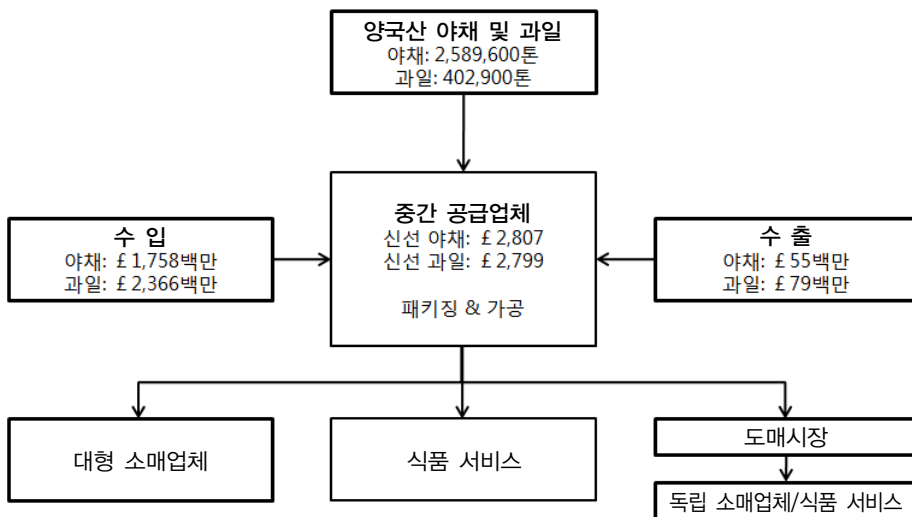 양국산 야채 및 과일
야채: 2,589,600톤
과일: 402,900톤
중간 공급업체
신선 야채: £2,807
신선 과일: £2,799
패키징 & 가공
수 입
야채: £1,758백만
과일: £2,366백만
수 출
야채: £55백만
과일: £79백만
대형 소매업체
식품 서비스
도매시장
독립 소매업체/식품 서비스